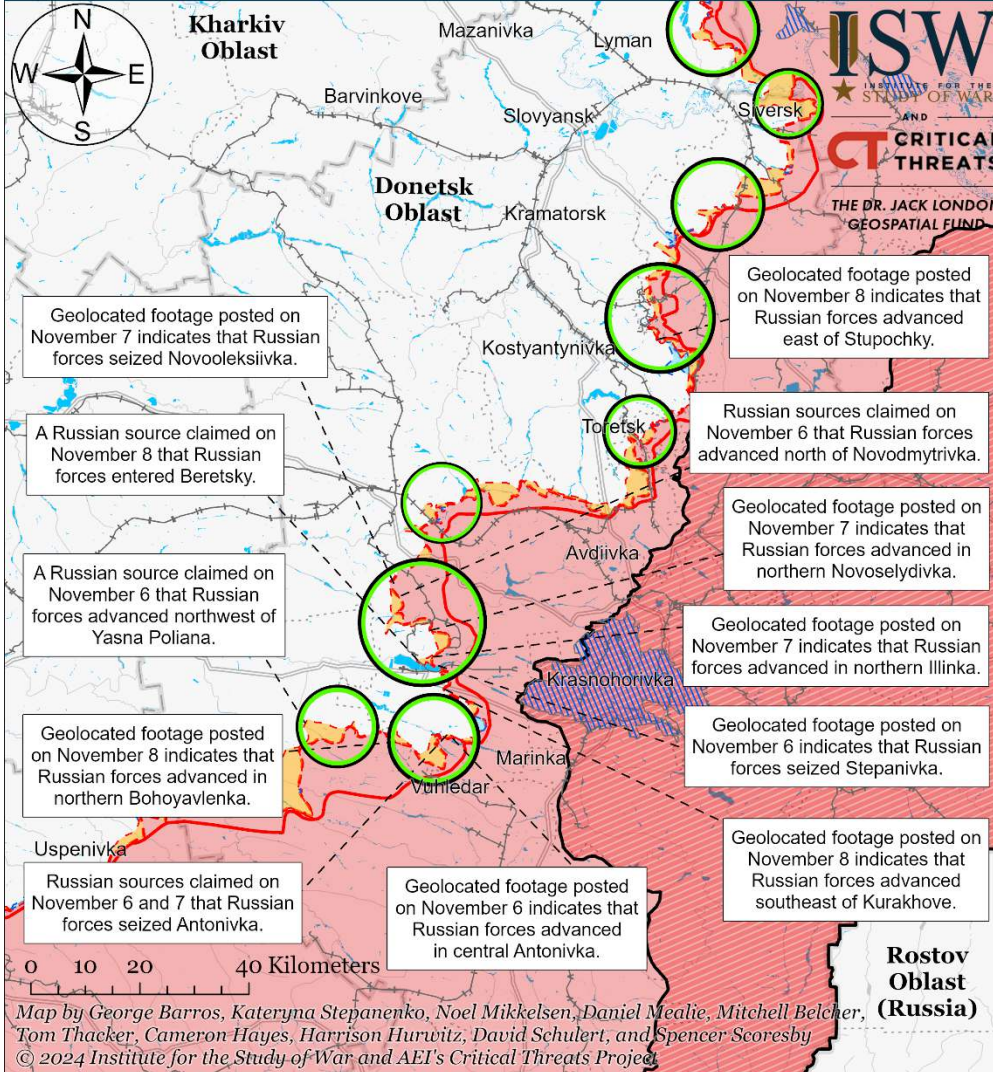 Kharkiv
Oblast
Mazanivka
Lyman
N
W
E
S
ISW
INSTITUTE FOR THE
STUDY OF WAR
AND
CT CRITICAL
THREATS
THE DR. JACK LONDON
GEOSPATIAL FUND
Barvinkove
Slovyansk
Siversk
Donetsk
Oblast
Kramatorsk
Geolocated footage posted
on November 8 indicates that
Russian forces advanced
east of Stupochky.
Geolocated footage posted on
November 7 indicates that Russian
forces seized Novooleksiivka.
Kostyantynivka
A Russian source claimed on
November 8 that Russian
forces entered Beretsky.
Toretsk
Russian sources claimed on
November 6 that Russian forces
advanced north of Novodmytrivka.
Geolocated footage posted on
November 7 indicates that
Russian forces advanced in
northern Novoselydivka.
Avdiivka
A Russian source claimed on
November 6 that Russian
forces advanced northwest of
Yasna Poliana.
Geolocated footage posted on
November 7 indicates that Russian
forces advanced in northern Illinka.
Krasnohorivka
Geolocated footage posted
on November 8 indicates that
Russian forces advanced in
northern Bohoyavlenka.
Geolocated footage posted on
November 6 indicates that Russian
forces seized Stepanivka.
Marinka
Vuhledar
Uspenivka
Geolocated footage posted on
November 8 indicates that
Russian forces advanced
southeast of Kurakhove.
Russian sources claimed on
November 6 and 7 that Russian
forces seized Antonivka.
Geolocated footage posted
on November 6 indicates that
Russian forces advanced
in central Antonivka.
Rostov
Oblast
(Russia)
0 10 20 40 Kilometers
Map by George Barros, Kateryna Stepanenko, Noel Mikkelsen, Daniel Mealie, Mitchell Belcher,
Tom Thacker, Cameron Hayes, Harrison Hurwitz, David Schulert, and Spencer Scoresby
© 2024 Institute for the Study of War and AEI's Critical Threats Project